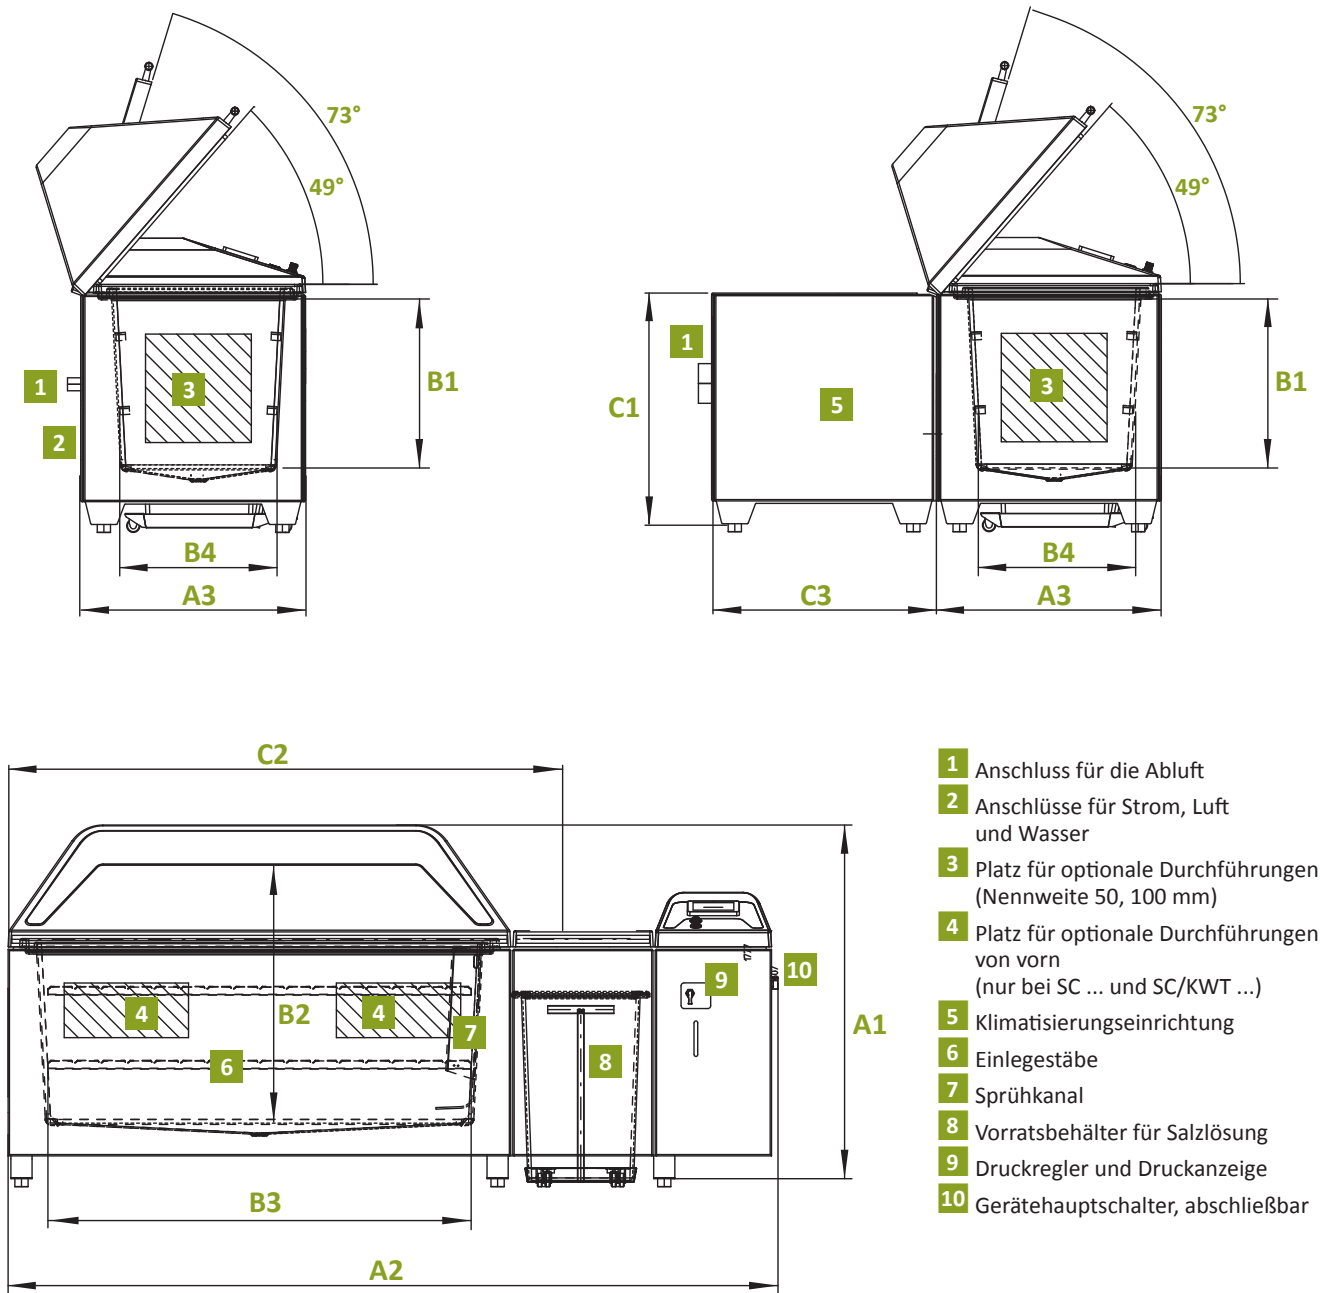 73°
49°
1
2
3
B1
B4
A3
73°
49°
1
C1
5
3
B1
B4
C3
A3
C2
4
B2
4
7
6
8
9
10
A1
B3
A2
1 Anschluss für die Abluft
2 Anschlüsse für Strom, Luft
und Wasser
3 Platz für optionale Durchführungen
(Nennweite 50, 100 mm)
4 Platz für optionale Durchführungen
von vorn
(nur bei SC ... und SC/KWT ...)
5 Klimatisierungseinrichtung
6 Einlegestäbe
7 Sprühkanal
8 Vorratsbehälter für Salzlösung
9 Druckregler und Druckanzeige
10 Gerätehauptschalter, abschließbar